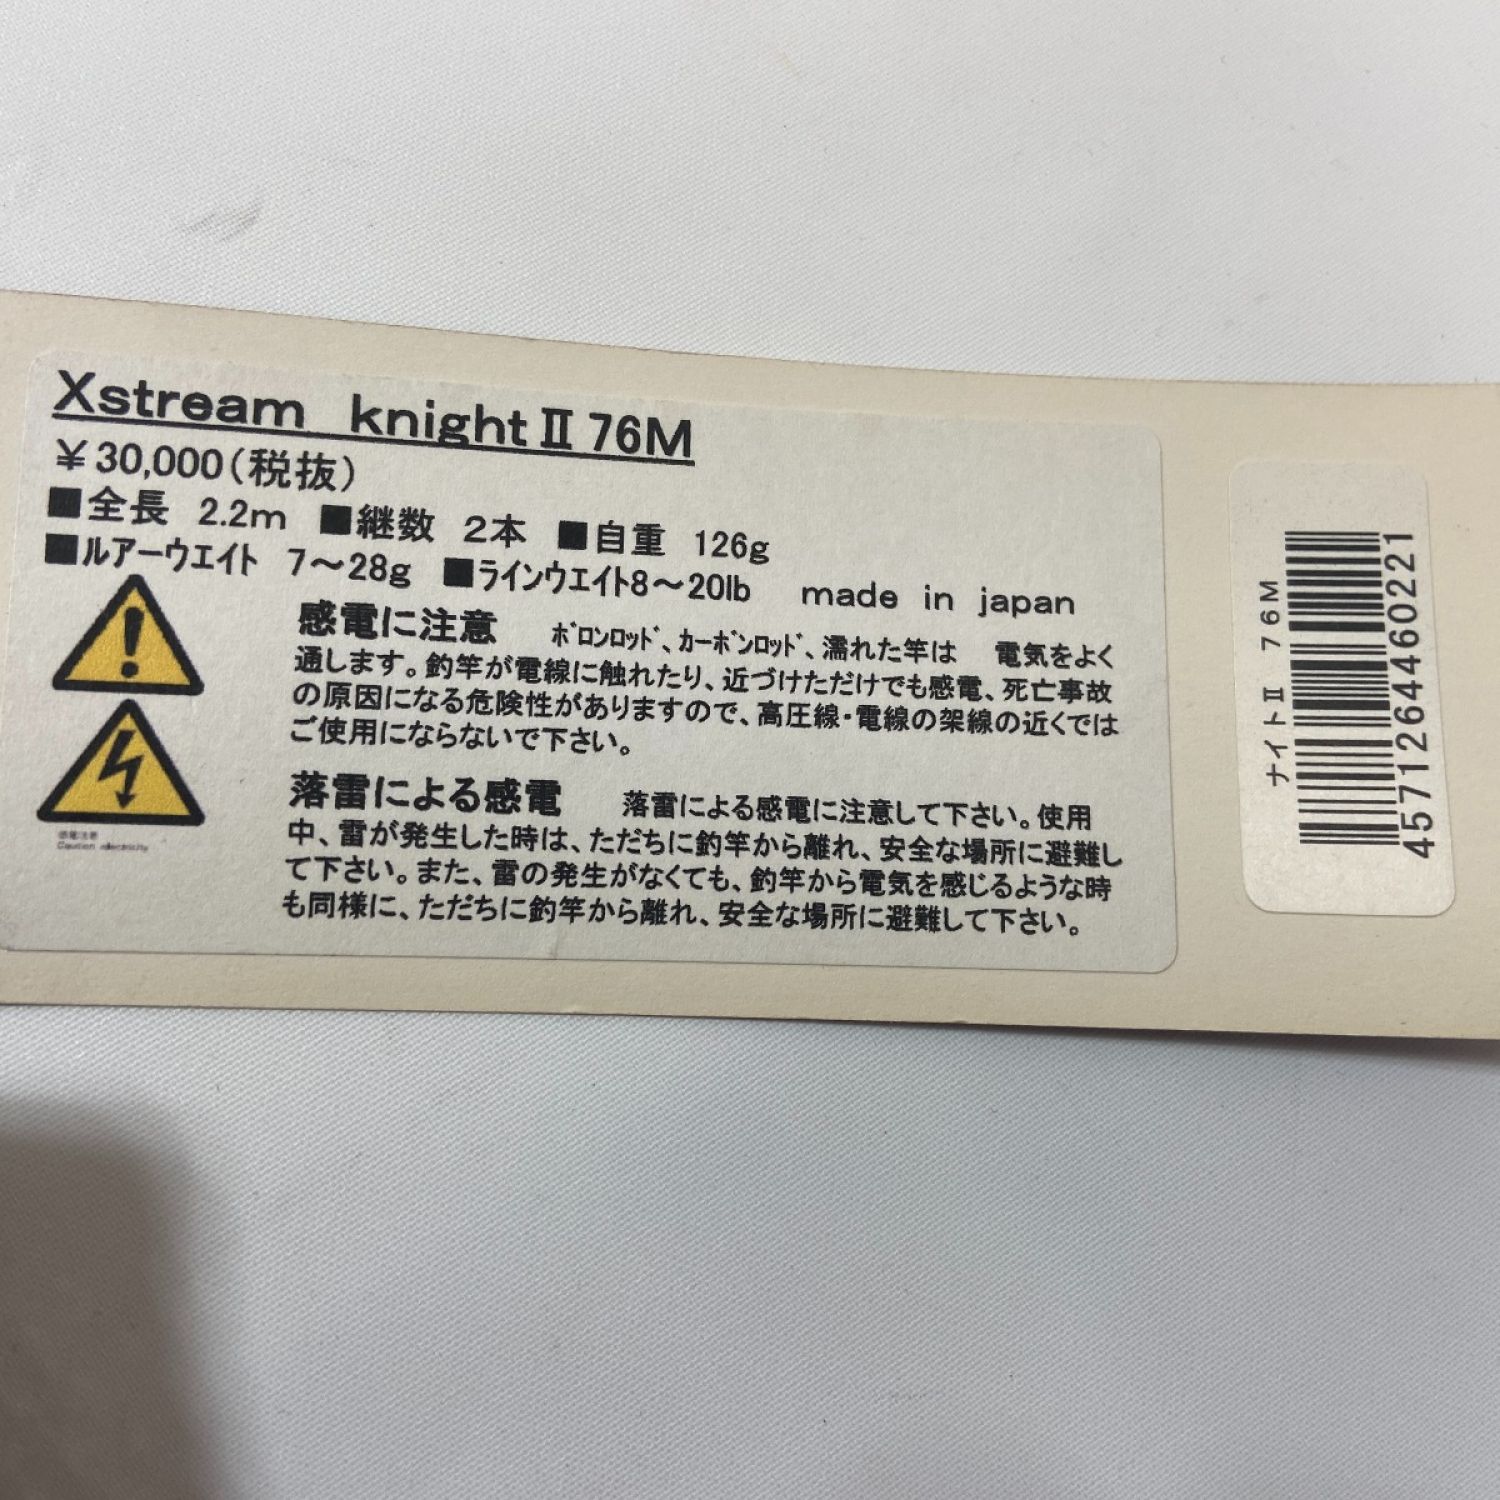 Xstream knightⅡ 76M
¥30,000(税抜)
■全長 2.2m ■継数 2本 ■自重 126g
■ルアーウエイト 7～28g ■ラインウエイト8～20lb made in japan
感電に注意 ボロンロッド、カーボンロッド、濡れた竿は 電気をよく
通します。釣竿が電線に触れたり、近づけただけでも感電、死亡事故
の原因になる危険性がありますので、高圧線・電線の架線の近くでは
ご使用にならないで下さい。
落雷による感電 落雷による感電に注意して下さい。使用
中、雷が発生した時は、ただちに釣竿から離れ、安全な場所に避難し
て下さい。また、雷の発生がなくても、釣竿から電気を感じるような時
も同様に、ただちに釣竿から離れ、安全な場所に避難して下さい。
感電注意
Caution electricity
ナイトⅡ 76M
4571264460221